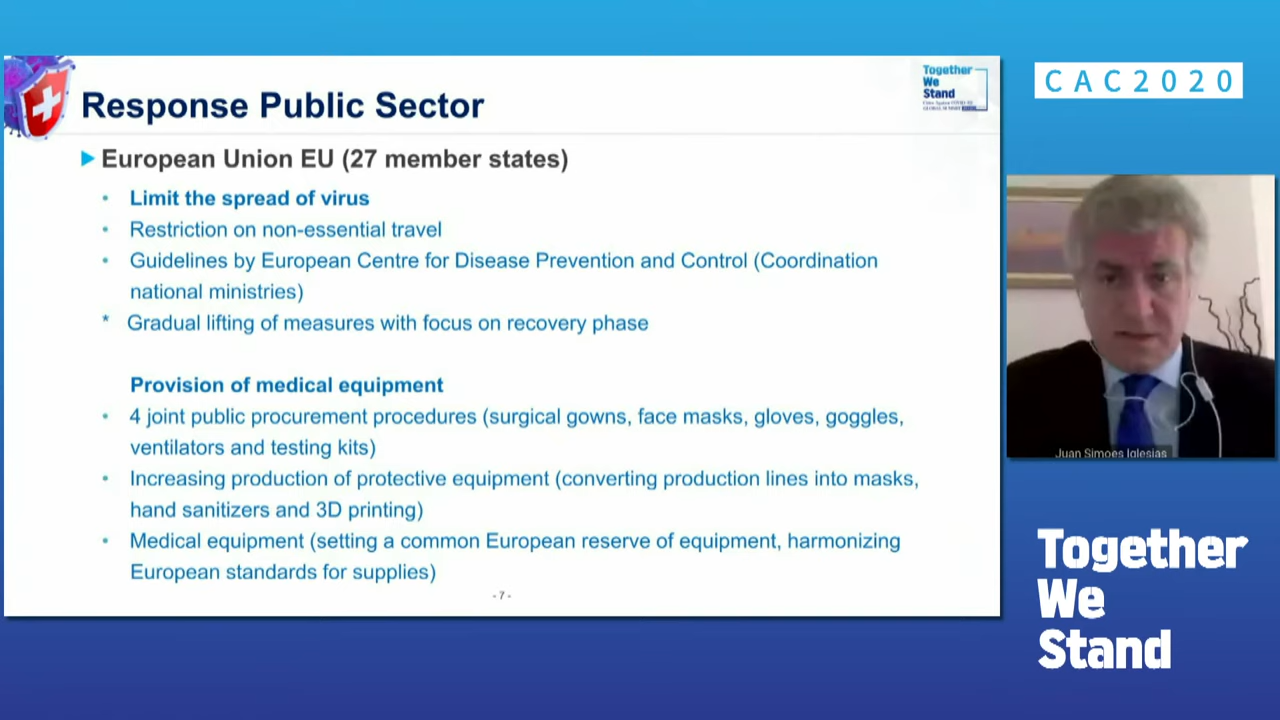 Response Public Sector
Together
We
Stand
European Union EU (27 member states)
• Limit the spread of virus
• Restriction on non-essential travel
• Guidelines by European Centre for Disease Prevention and Control (Coordination
national ministries)
* Gradual lifting of measures with focus on recovery phase
Provision of medical equipment
• 4 joint public procurement procedures (surgical gowns, face masks, gloves, goggles,
ventilators and testing kits)
• Increasing production of protective equipment (converting production lines into masks,
hand sanitizers and 3D printing)
• Medical equipment (setting a common European reserve of equipment, harmonizing
European standards for supplies)
- 7 -
CAC2020
Juan Simoes Iglesias
Together
We
Stand